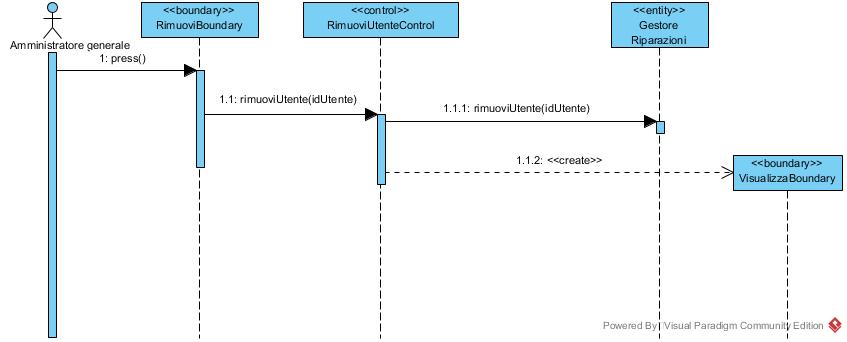 <<boundary>>
RimuoviBoundary
<<control>>
RimuoviUtenteControl
<<entity>>
Gestore
Riparazioni
Amministratore generale
1: press()
1.1: rimuoviUtente(idUtente)
1.1.1: rimuoviUtente(idUtente)
1.1.2: <<create>>
<<boundary>>
VisualizzaBoundary
Powered By Visual Paradigm Community Edition